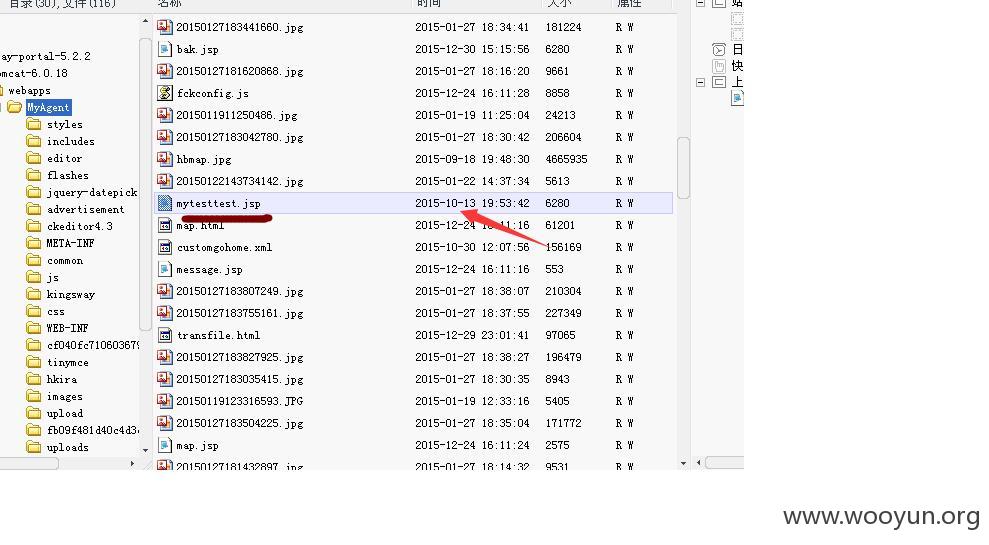 目录(30),文件(116)
名称 时间 大小 属性
ay-portal-5.2.2
omcat-6.0.18
webapps
MyAgent
styles
includes
editor
flashes
jquery-datepick
advertisement
ckeditor4.3
META-INF
common
js
kingsway
css
WEB-INF
cf040fc71060367
tinymce
hkira
images
upload
fb09f481d40c4d3
uploads
20150127183441660.jpg 2015-01-27 18:34:41 181224 R W
bak.jsp 2015-12-30 15:15:56 6280 R W
20150127181620868.jpg 2015-01-27 18:16:20 9661 R W
fckconfig.js 2015-12-24 16:11:28 8858 R W
2015011911250486.jpg 2015-01-19 11:25:04 24213 R W
20150127183042780.jpg 2015-01-27 18:30:42 206604 R W
hbmap.jpg 2015-09-18 19:48:30 4665935 R W
20150122143734142.jpg 2015-01-22 14:37:34 5613 R W
mytesttest.jsp 2015-10-13 19:53:42 6280 R W
map.html 2015-12-24 16:11:16 61201 R W
customgohome.xml 2015-10-30 12:07:56 156169 R W
message.jsp 2015-12-24 16:11:16 553 R W
20150127183807249.jpg 2015-01-27 18:38:07 210304 R W
20150127183755161.jpg 2015-01-27 18:37:55 227349 R W
transfile.html 2015-12-29 23:01:41 97065 R W
20150127183827925.jpg 2015-01-27 18:38:27 196479 R W
20150127183035415.jpg 2015-01-27 18:30:35 8943 R W
20150119123316593.JPG 2015-01-19 12:33:16 5405 R W
20150127183504225.jpg 2015-01-27 18:35:04 171772 R W
map.jsp 2015-12-24 16:11:24 2575 R W
20150127181432897.jpg 2015-01-27 18:14:32 9531 R W
站
日
快
上
www.wooyun.org